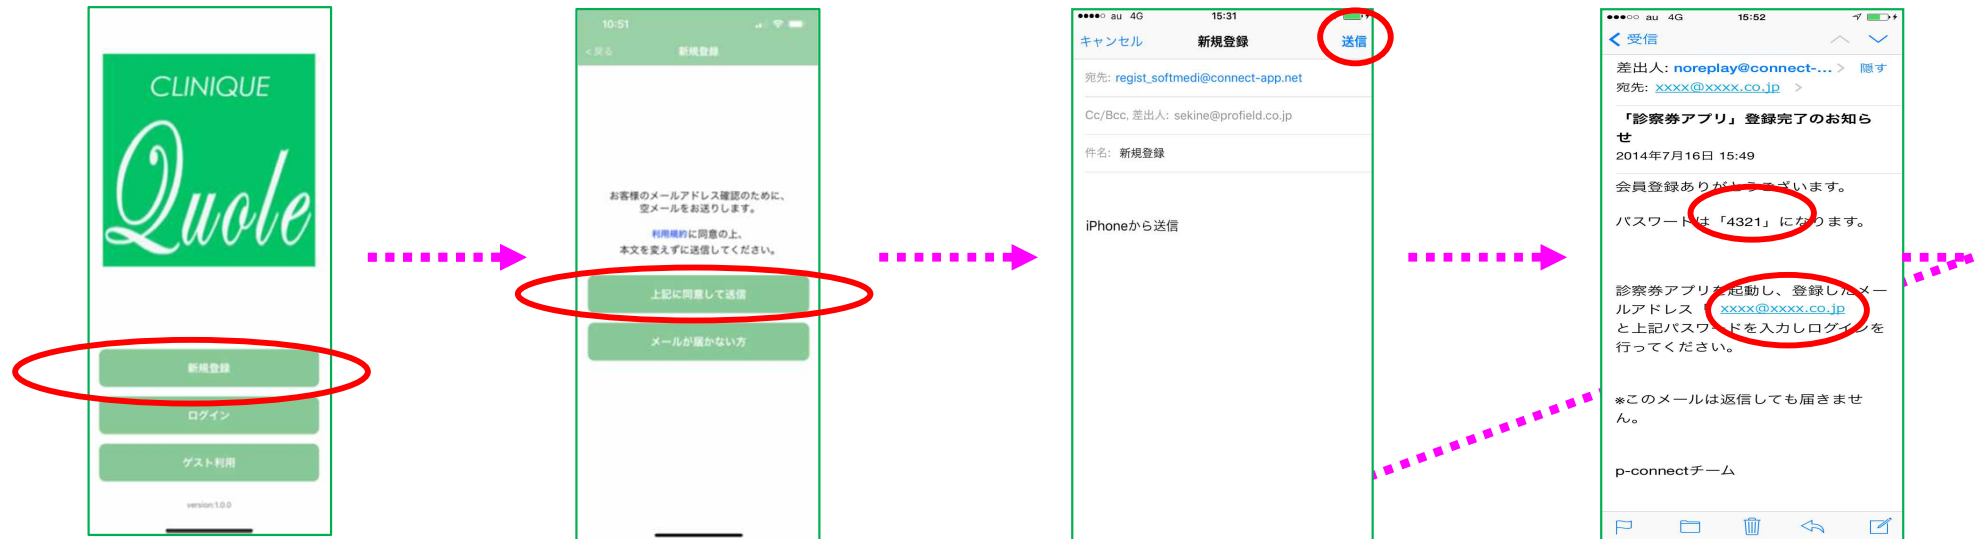 CLINIQUE
Quole
新規登録
ログイン
ゲスト利用
version:1.0.0
10:51
<戻る 新規登録
お客様のメールアドレス確認のために、
空メールをお送りします。
利用規約に同意の上、
本文を変えずに送信してください。
上記に同意して送信
メールが届かない方
au 4G 15:31
キャンセル 新規登録 送信
宛先: regist_softmedi@connect-app.net
Cc/Bcc, 差出人: sekine@profield.co.jp
件名: 新規登録
iPhoneから送信
au 4G 15:52
受信
差出人: noreplay@connect-... > 隠す
宛先: xxxx@xxxx.co.jp >
「診察券アプリ」登録完了のお知ら
せ
2014年7月16日 15:49
会員登録ありがとうございます。
パスワードは「4321」になります。
診察券アプリを起動し、登録したメー
ルアドレス「 xxxx@xxxx.co.jp
と上記パスワードを入力しログインを
行ってください。
※このメールは返信しても届きませ
ん。
p-connectチーム